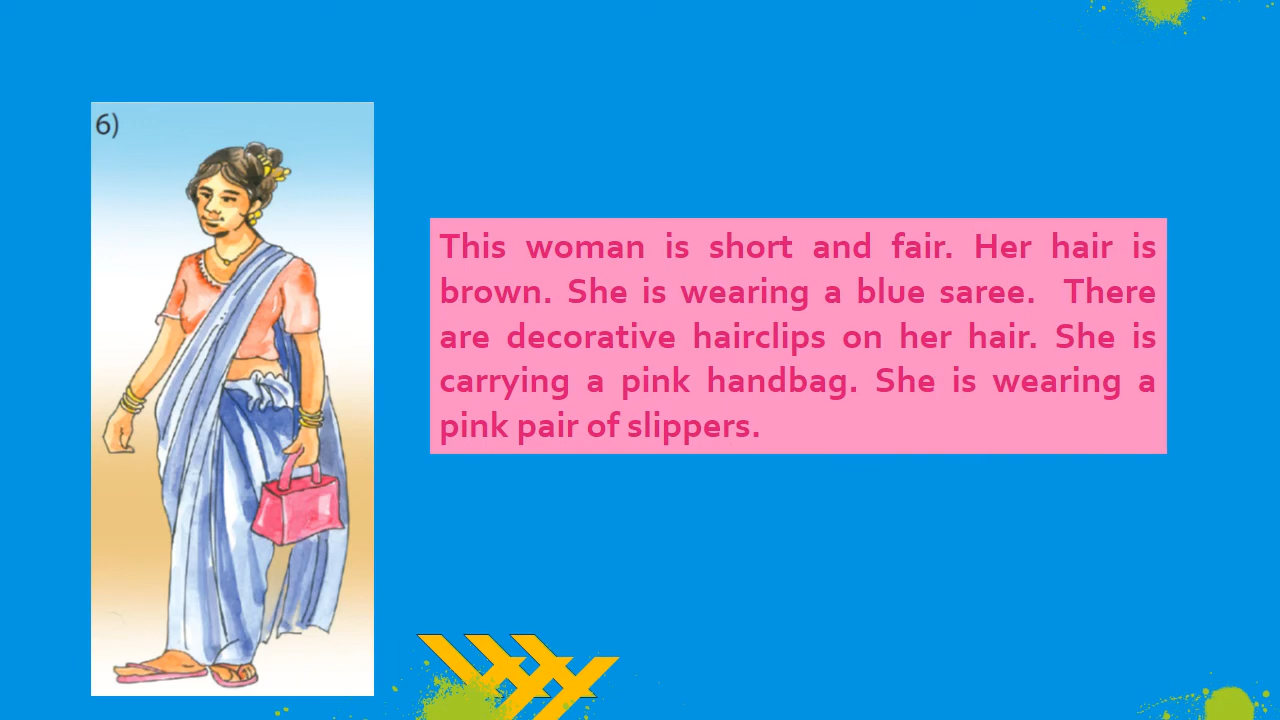 6)
This woman is short and fair. Her hair is
brown. She is wearing a blue saree. There
are decorative hairclips on her hair. She is
carrying a pink handbag. She is wearing a
pink pair of slippers.